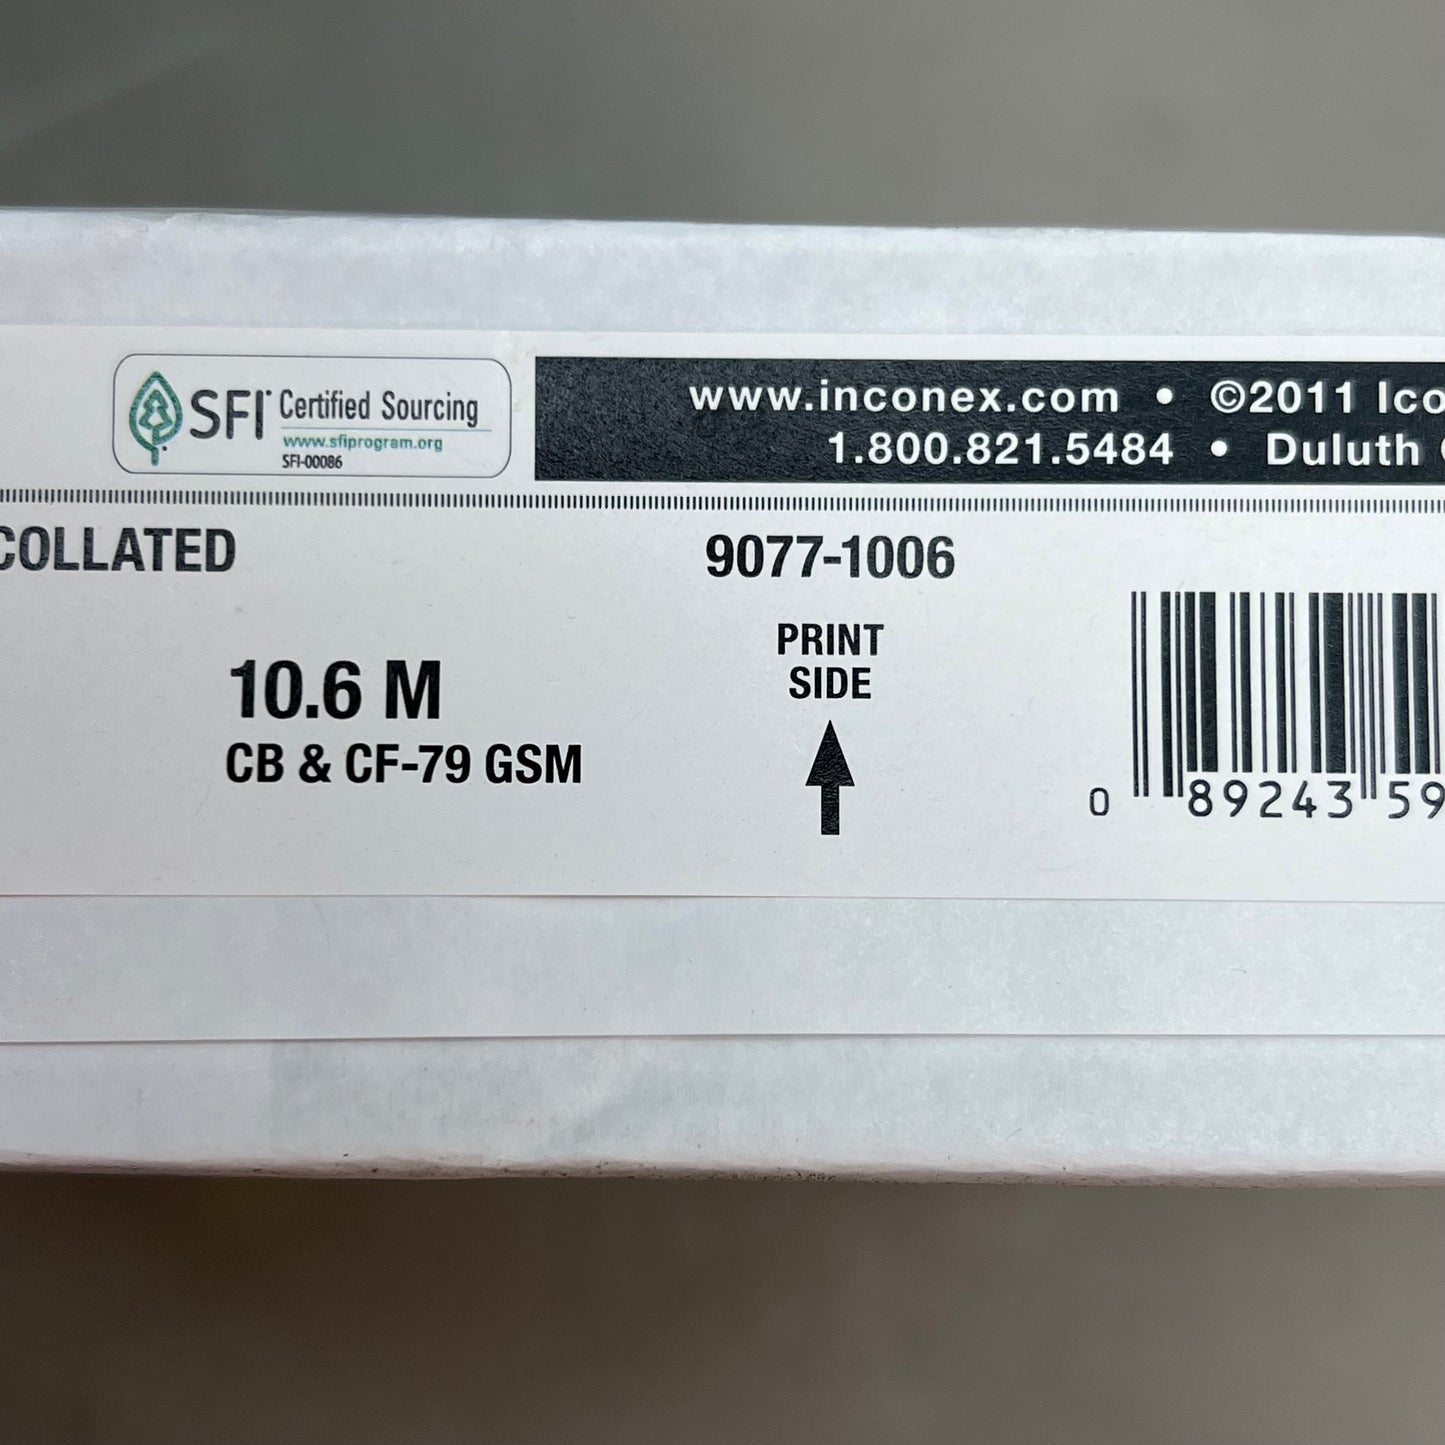 SFI Certified Sourcing
www.sfiprogram.org
SFI-00086
www.inconex.com • ©2011 Ico
1.800.821.5484 • Duluth
COLLATED
9077-1006
PRINT
SIDE
10.6 M
CB & CF-79 GSM
0 89243 59